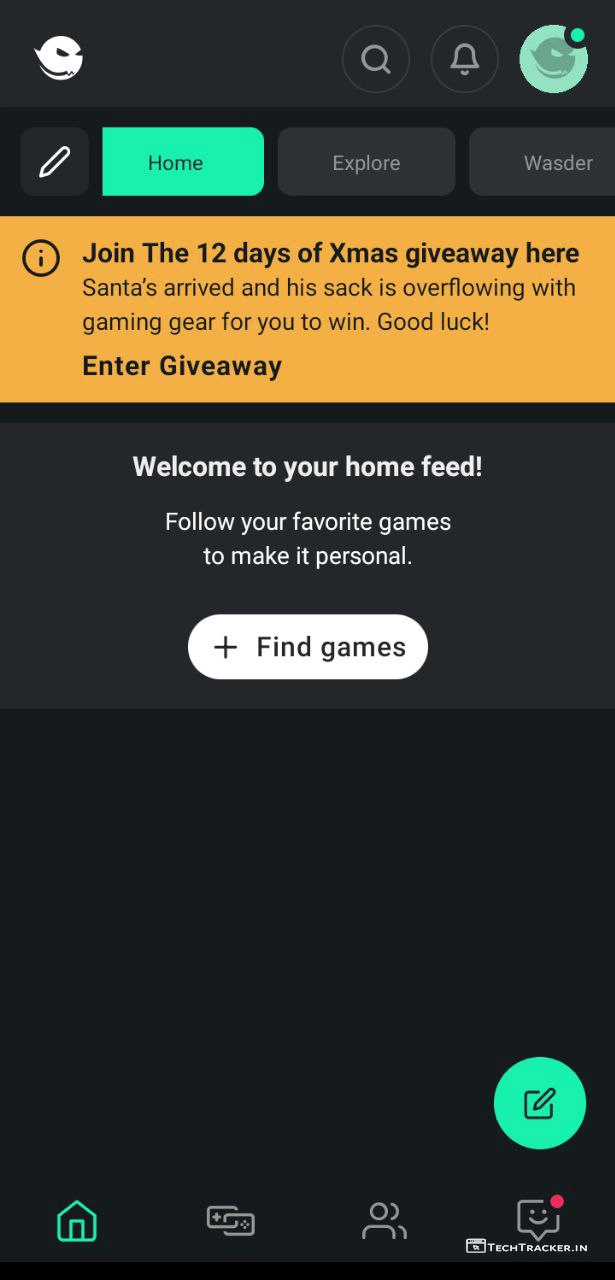 Home Explore Wasder
Join The 12 days of Xmas giveaway here
Santa’s arrived and his sack is overflowing with
gaming gear for you to win. Good luck!
Enter Giveaway
Welcome to your home feed!
Follow your favorite games
to make it personal.
+ Find games
TECHTRACKER.IN